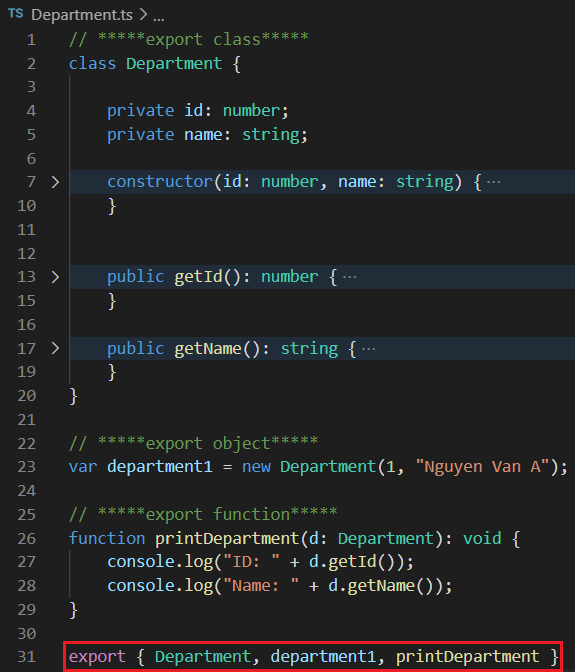 TS Department.ts > ...
1 // *****export class*****
2 class Department {
3
4     private id: number;
5     private name: string;
6
7 >   constructor(id: number, name: string) {···
10     }
11
12
13 >   public getId(): number {···
15     }
16
17 >   public getName(): string {···
19     }
20 }
21
22 // *****export object*****
23 var department1 = new Department(1, "Nguyen Van A");
24
25 // *****export function*****
26 function printDepartment(d: Department): void {
27     console.log("ID: " + d.getId());
28     console.log("Name: " + d.getName());
29 }
30
31 export { Department, department1, printDepartment }